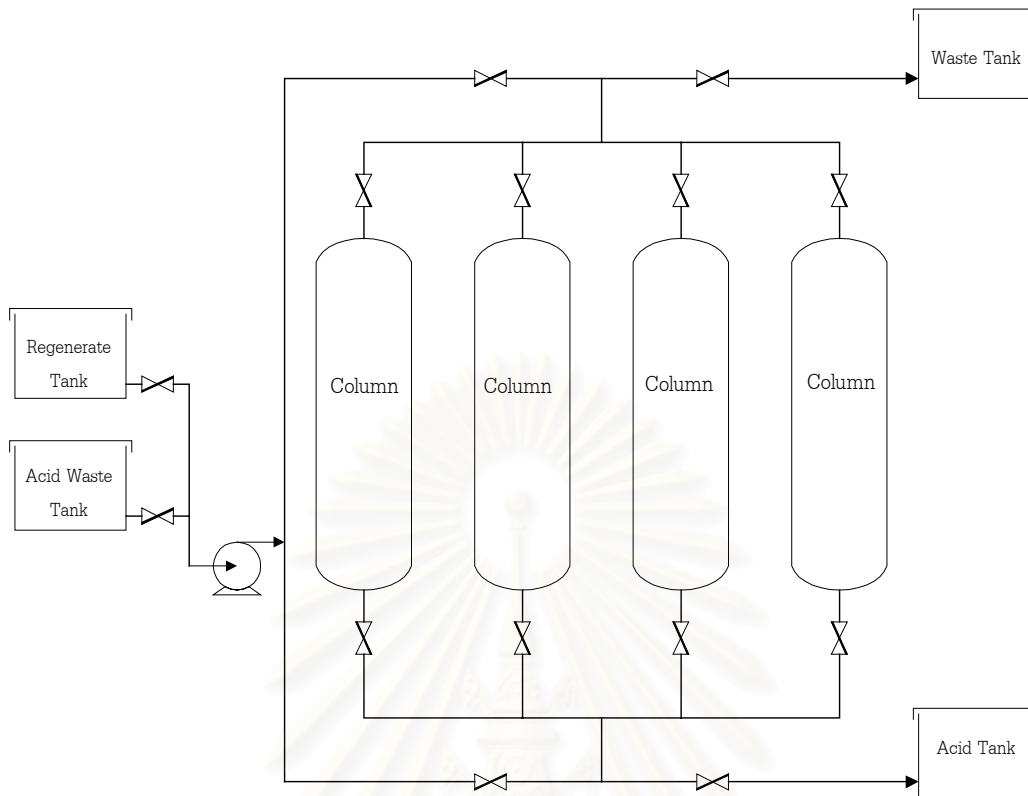 Waste Tank
Regenerate
Tank
Column
Column
Column
Column
Acid Waste
Tank
Acid Tank